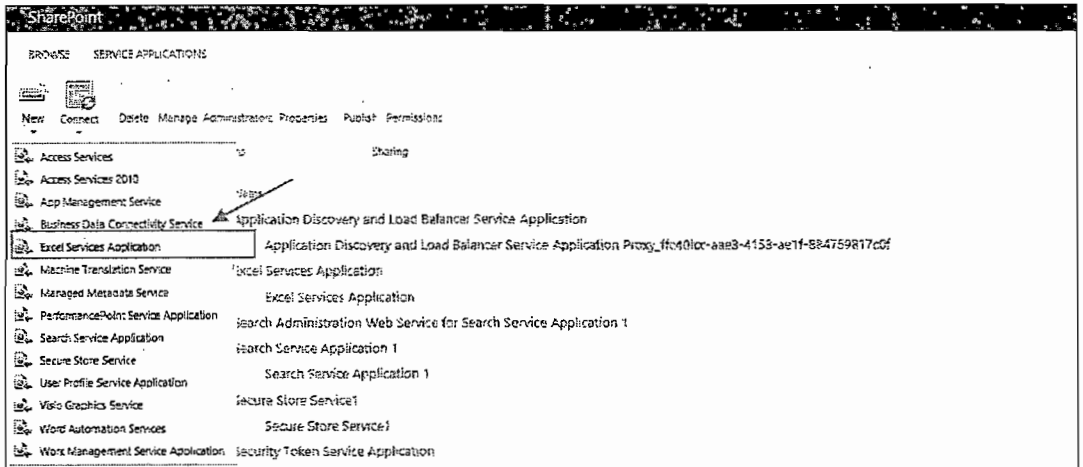 SharePoint
BROWSE SERVICE APPLICATIONS
New Connect Delete Manage Administrators Properties Publish Permissions
Sharing
Access Services
Access Services 2010
App Management Service
Business Data Connectivity Service
Excel Services Application
Machine Translation Service
Managed Metadata Service
PerformancePoint Service Application
Search Service Application
Secure Store Service
User Profile Service Application
Visio Graphics Service
Word Automation Services
Work Management Service Application
Application Discovery and Load Balancer Service Application
Application Discovery and Load Balancer Service Application
Excel Services Application
Excel Services Application
Search Administration Web Service for Search Service Application 1
Search Service Application 1
Search Service Application 1
Secure Store Service1
Secure Store Service1
Security Token Service Application